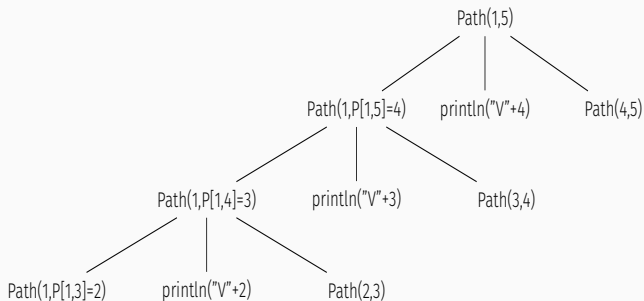 Path(1,5)
Path(1,P[1,5]=4)
println("V"+4)
Path(4,5)
Path(1,P[1,4]=3)
println("V"+3)
Path(3,4)
Path(1,P[1,3]=2)
println("V"+2)
Path(2,3)